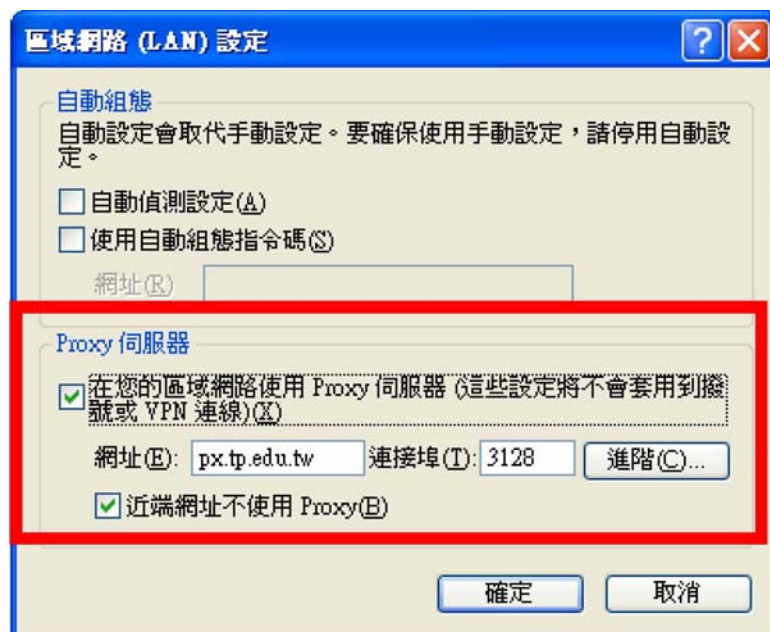 區域網路 (LAN) 設定
自動組態
自動設定會取代手動設定。要確保使用手動設定，請停用自動設
定。
自動偵測設定(A)
使用自動組態指令碼(S)
網址(R)
Proxy 伺服器
在您的區域網路使用 Proxy 伺服器 (這些設定將不會套用到撥
號或 VPN 連線)(X)
網址(E): px.tp.edu.tw 連接埠(T): 3128 進階(C)...
近端網址不使用 Proxy(B)
確定 取消